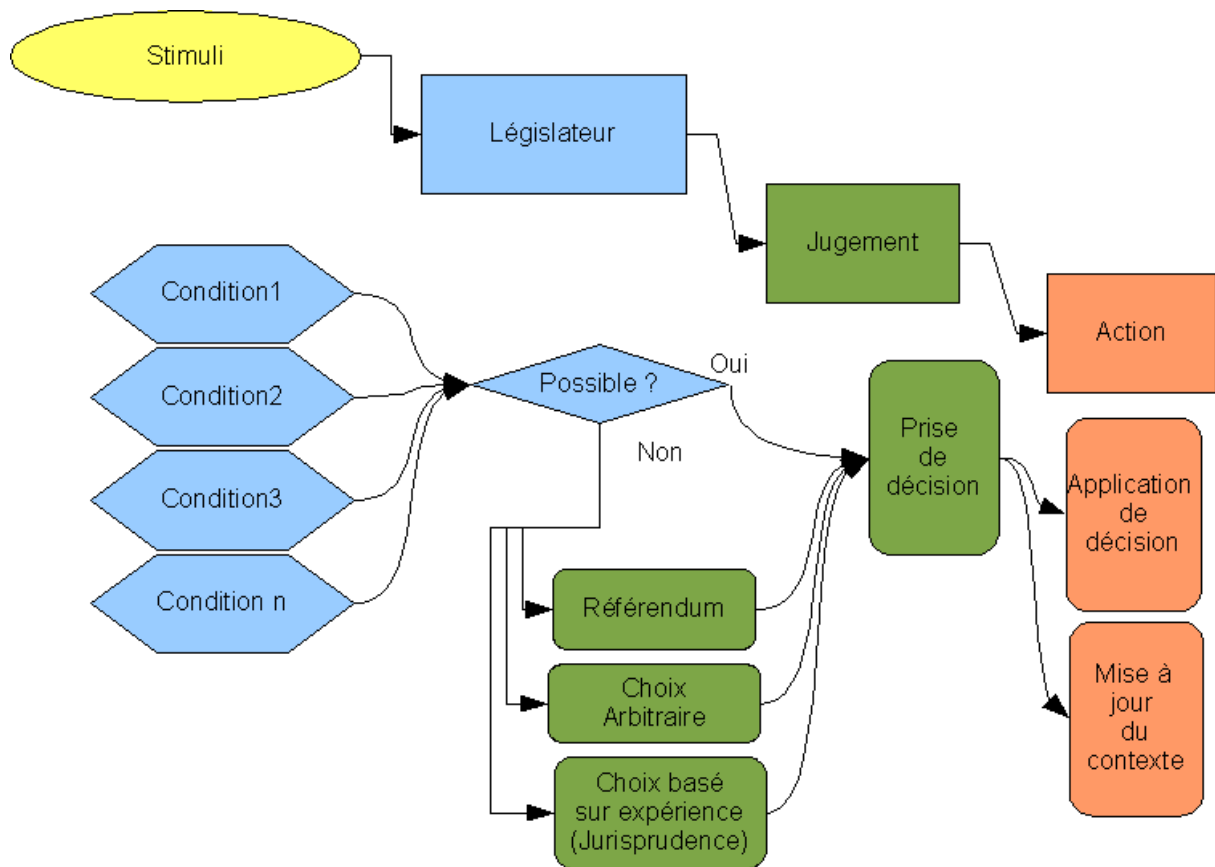 Stimuli
Législateur
Jugement
Action
Condition1
Condition2
Condition3
Condition n
Possible ?
Oui
Non
Référendum
Choix
Arbitraire
Choix basé
sur expérience
(Jurisprudence)
Prise
de
décision
Application
de
décision
Mise à
jour
du
contexte